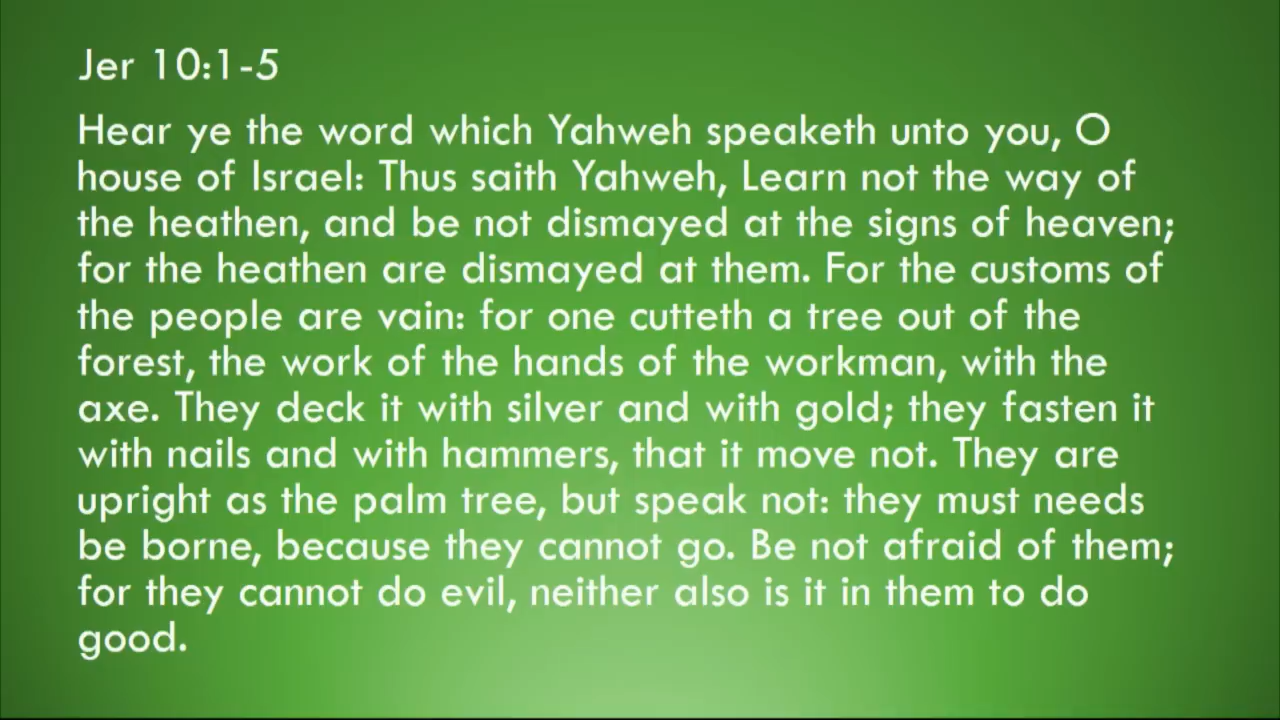 Jer 10:1-5
Hear ye the word which Yahweh speaketh unto you, O
house of Israel: Thus saith Yahweh, Learn not the way of
the heathen, and be not dismayed at the signs of heaven;
for the heathen are dismayed at them. For the customs of
the people are vain: for one cutteth a tree out of the
forest, the work of the hands of the workman, with the
axe. They deck it with silver and with gold; they fasten it
with nails and with hammers, that it move not. They are
upright as the palm tree, but speak not: they must needs
be borne, because they cannot go. Be not afraid of them;
for they cannot do evil, neither also is it in them to do
good.